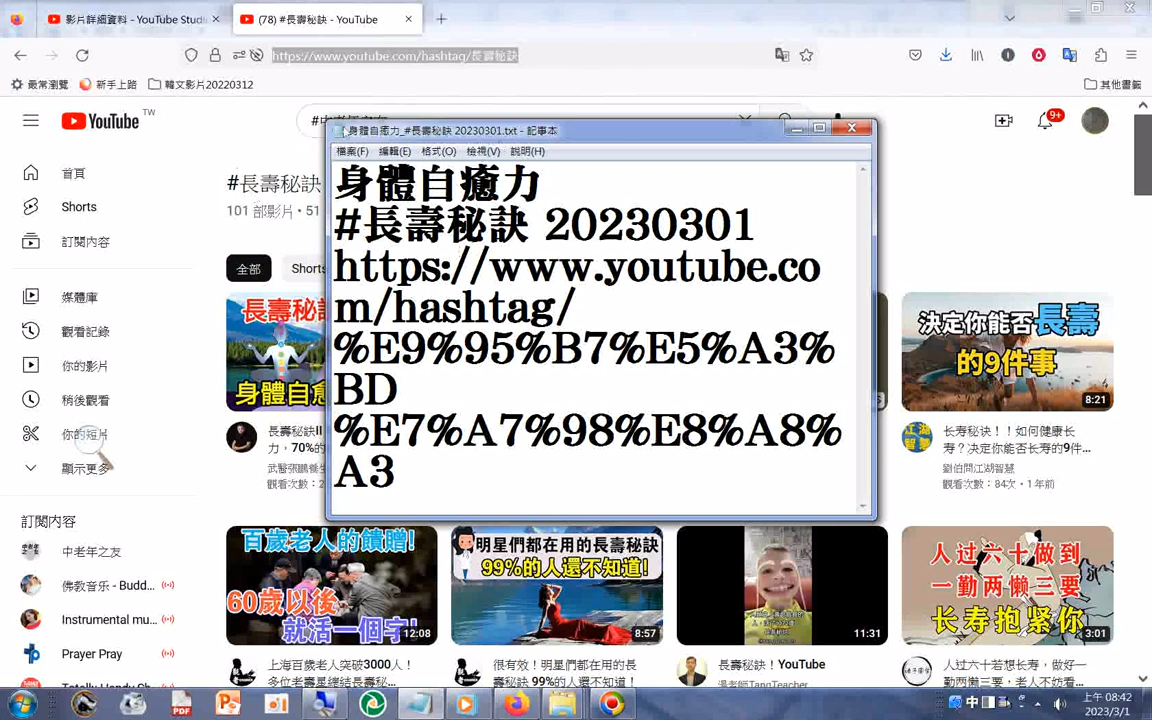 影片詳細資料 - YouTube Studi
(78) #長壽秘訣 - YouTube
https://www.youtube.com/hashtag/長壽秘訣
最常瀏覽
新手上路
韓文影片20220312
其他書籤
YouTube TW
9+
首頁
Shorts
訂閱內容
媒體庫
觀看記錄
你的影片
稍後觀看
你的短片
顯示更多
訂閱內容
中老年之友
佛教音乐 - Budd...
Instrumental mu...
Prayer Pray
#長壽秘訣
101 部影片 • 51
全部
Shorts
身體自癒力_#長壽秘訣 20230301.txt - 記事本
檔案(F) 編輯(E) 格式(O) 檢視(V) 說明(H)
身體自癒力
#長壽秘訣 20230301
https://www.youtube.co
m/hashtag/
%E9%95%B7%E5%A3%
BD
%E7%A7%98%E8%A8%
A3
長壽秘訣
身體自癒
長壽秘訣II
力，70%的
武醫張鵬養生
決定你能否長壽
的9件事
8:21
长寿秘诀！！如何健康长
寿？决定你能否长寿的9件...
劉伯問江湖智慧
觀看次數：84次 • 1 年前
百歲老人的饋贈!
60歲以後
就活一個字!
12:08
上海百歲老人突破3000人！
多位老壽經結長壽秘...
明星們都在用的長壽秘訣
99%的人還不知道!
8:57
很有效！明星們都在用的長
壽秘訣 99%的人還不知...
11:31
長壽秘訣！YouTube
湯老師TangTeacher
人过六十做到
一勤两懒三要
长寿抱紧你
3:01
人过六十若想长寿，做好一
勤两懒三要，老人不妨看...
上午 08:42
2023/3/1